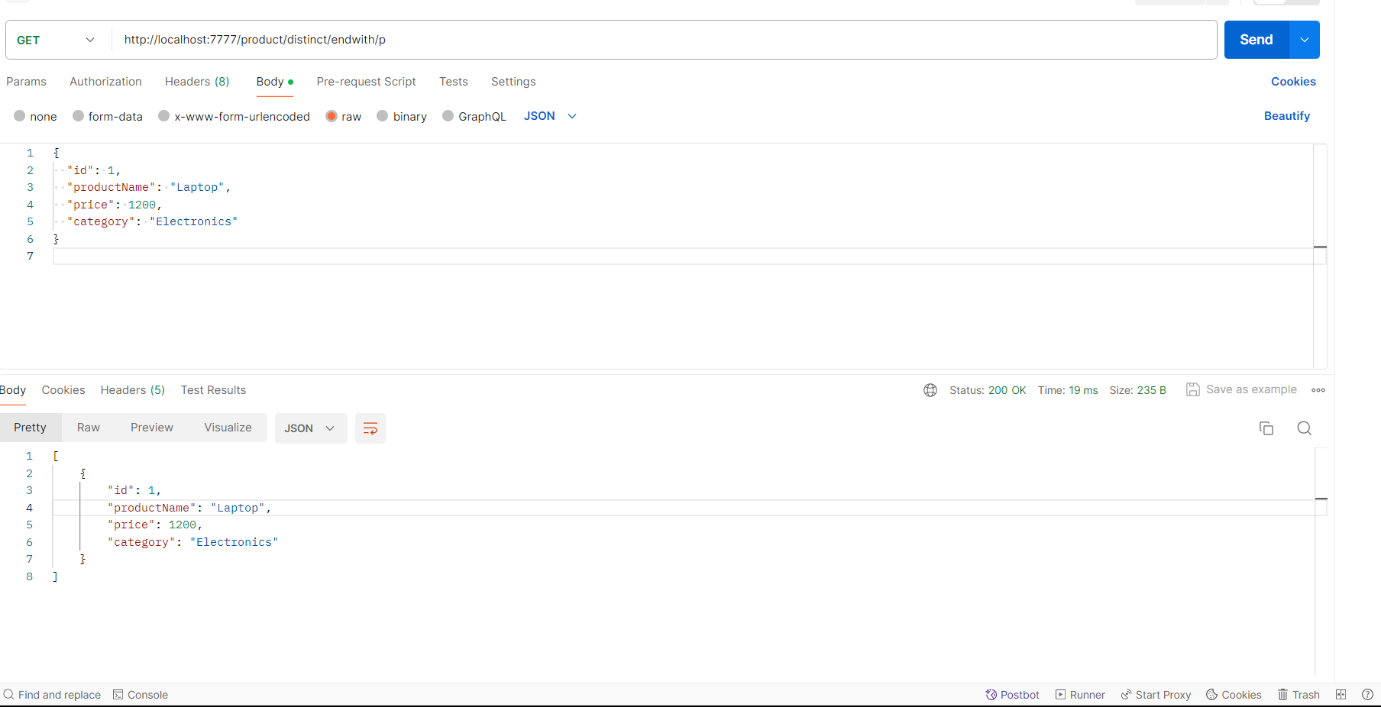 GET http://localhost:7777/product/distinct/endwith/p Send
Params Authorization Headers (8) Body Pre-request Script Tests Settings Cookies
none form-data x-www-form-urlencoded raw binary GraphQL JSON Beautify
1 {
2 "id": 1,
3 "productName": "Laptop",
4 "price": 1200,
5 "category": "Electronics"
6 }
7
Body Cookies Headers (5) Test Results Status: 200 OK Time: 19 ms Size: 235 B Save as example
Pretty Raw Preview Visualize JSON
1 [
2 {
3 "id": 1,
4 "productName": "Laptop",
5 "price": 1200,
6 "category": "Electronics"
7 }
8 ]
Find and replace Console Postbot Runner Start Proxy Cookies Trash